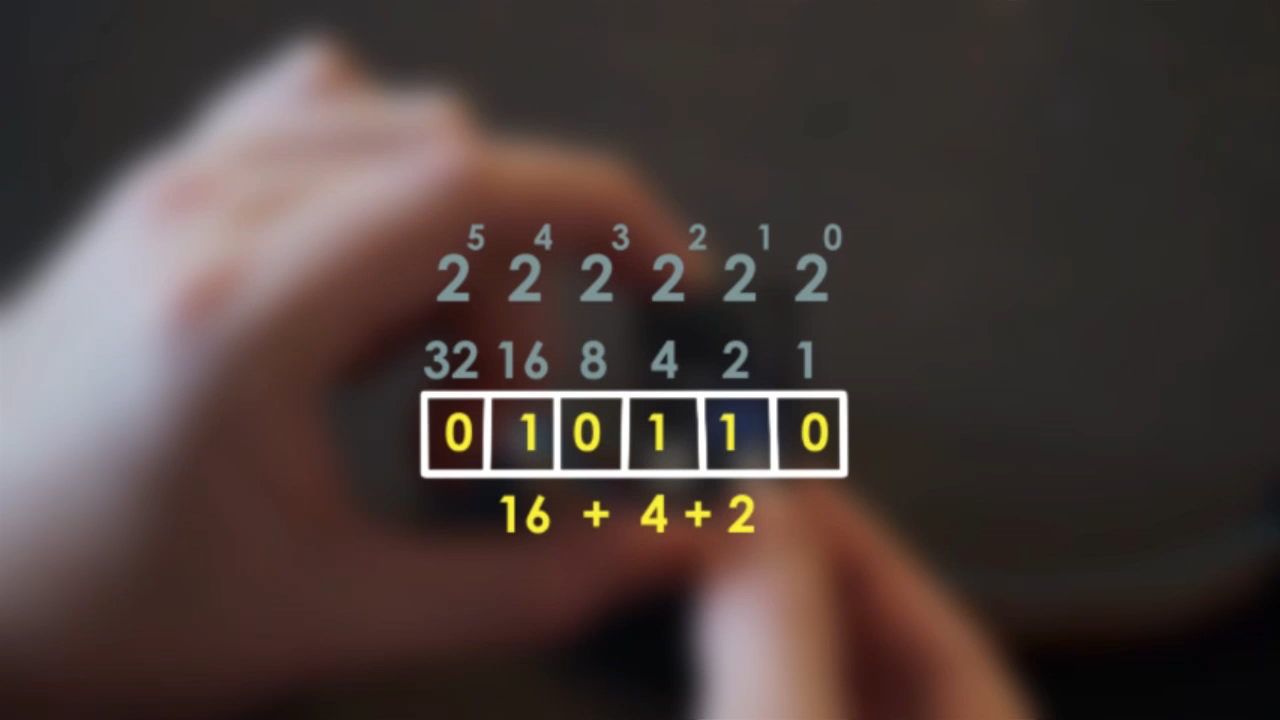 2⁵ 2⁴ 2³ 2² 2¹ 2⁰
32 16 8 4 2 1
0 1 0 1 1 0
16 + 4 + 2